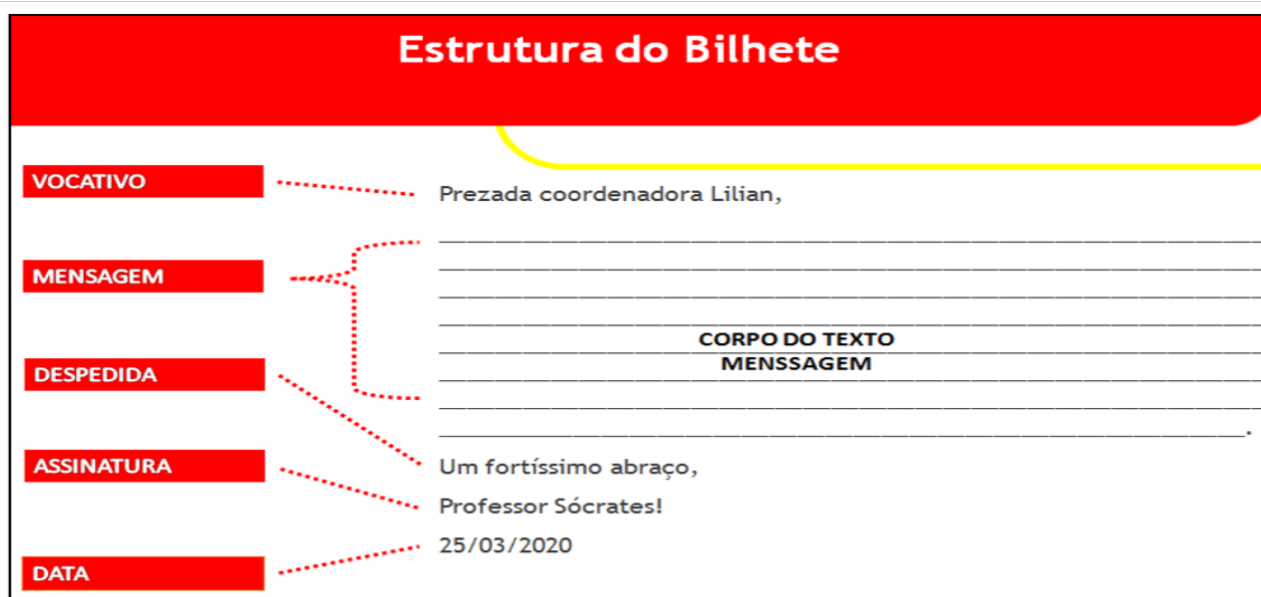 Estrutura do Bilhete
VOCATIVO
Prezada coordenadora Lilian,
MENSAGEM
CORPO DO TEXTO
MENSSAGEM
DESPEDIDA
Um fortíssimo abraço,
ASSINATURA
Professor Sócrates!
25/03/2020
DATA